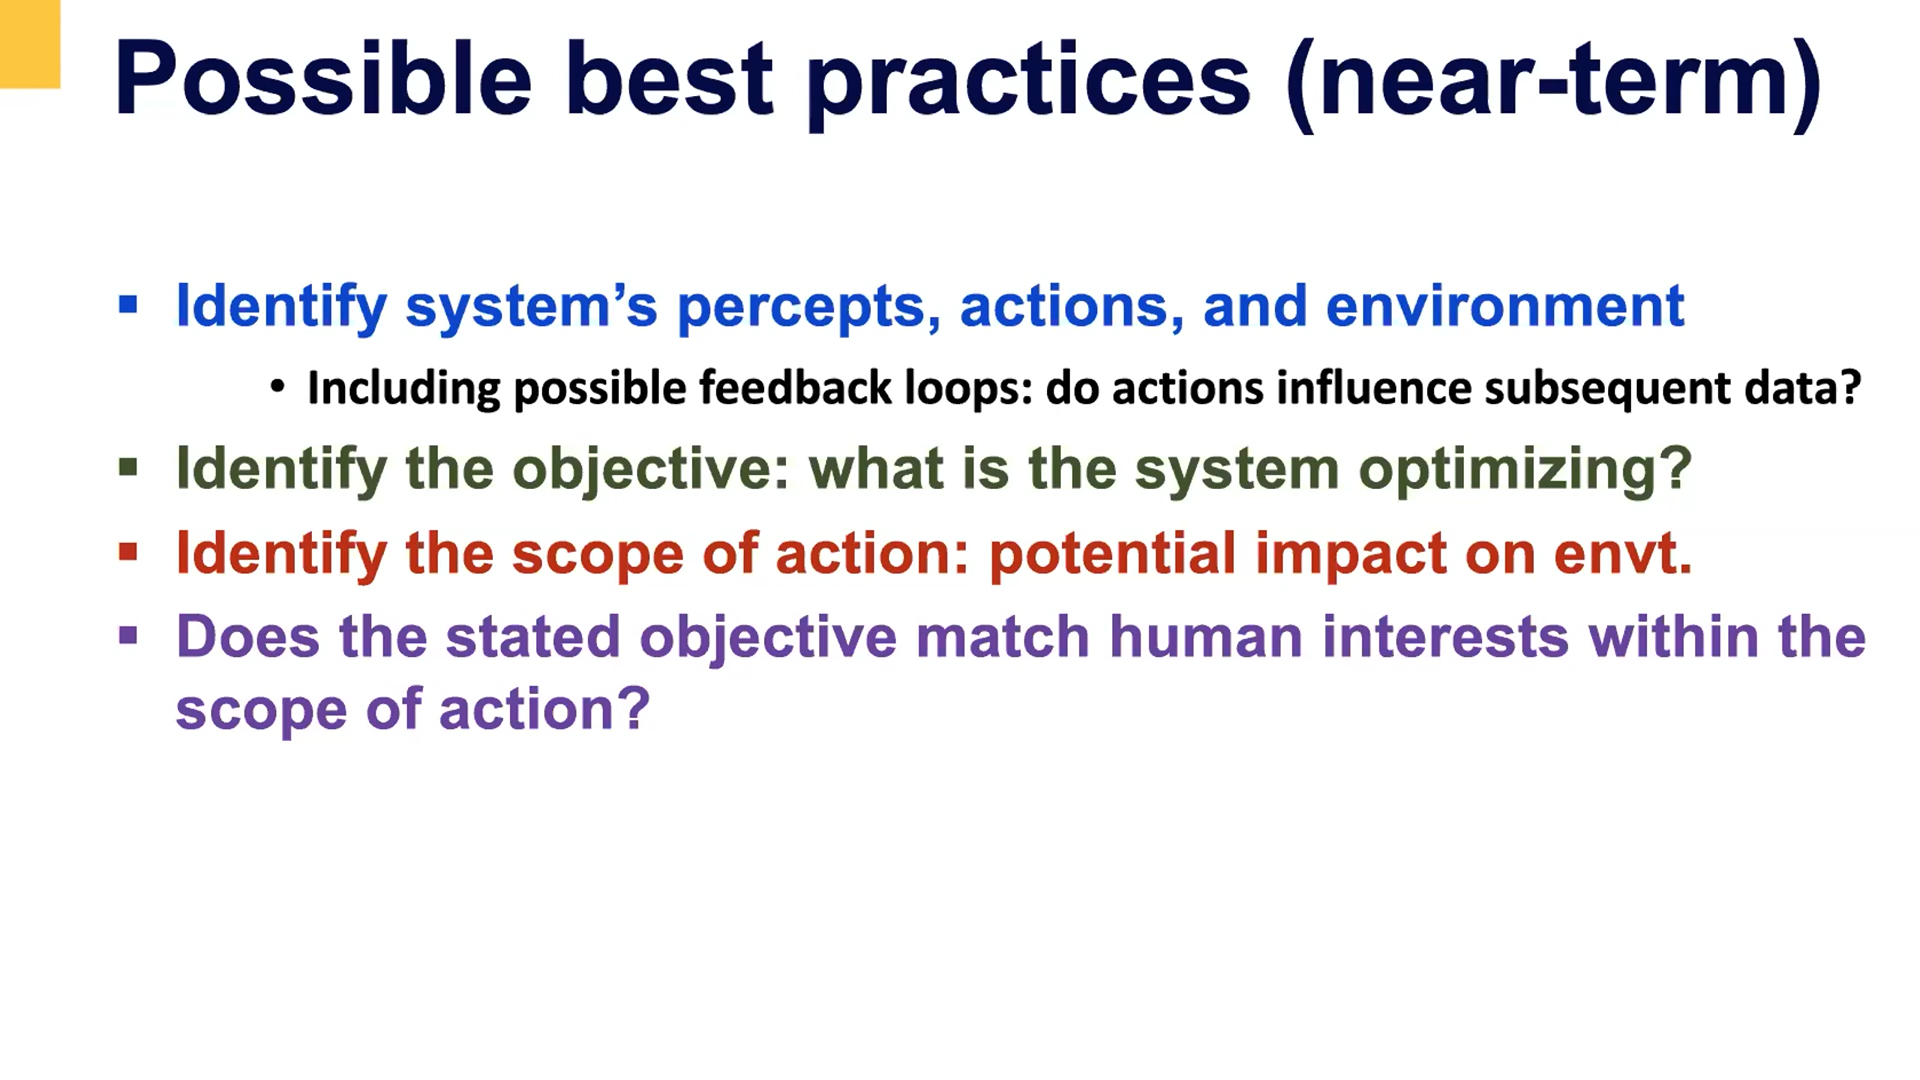 Possible best practices (near-term)
▪ Identify system’s percepts, actions, and environment
• Including possible feedback loops: do actions influence subsequent data?
▪ Identify the objective: what is the system optimizing?
▪ Identify the scope of action: potential impact on envt.
▪ Does the stated objective match human interests within the
scope of action?